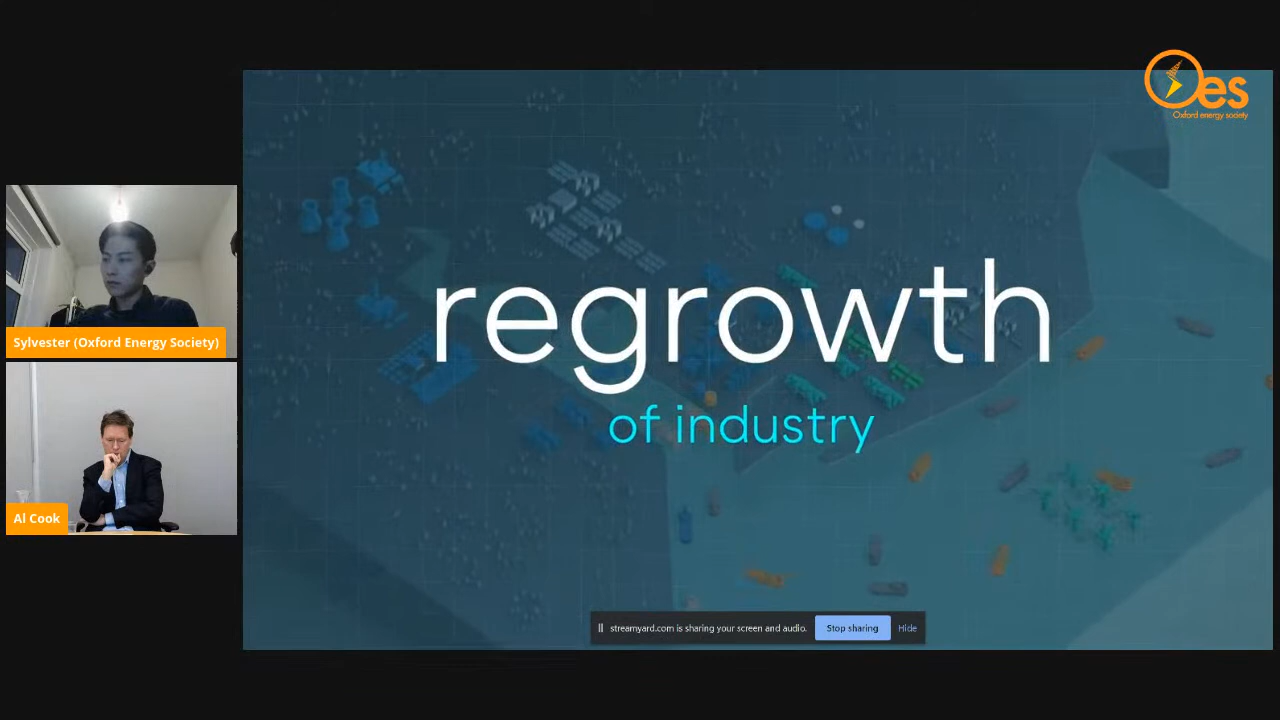 es
Oxford energy society
Sylvester (Oxford Energy Society)
Al Cook
regrowth
of industry
streamyard.com is sharing your screen and audio.
Stop sharing
Hide